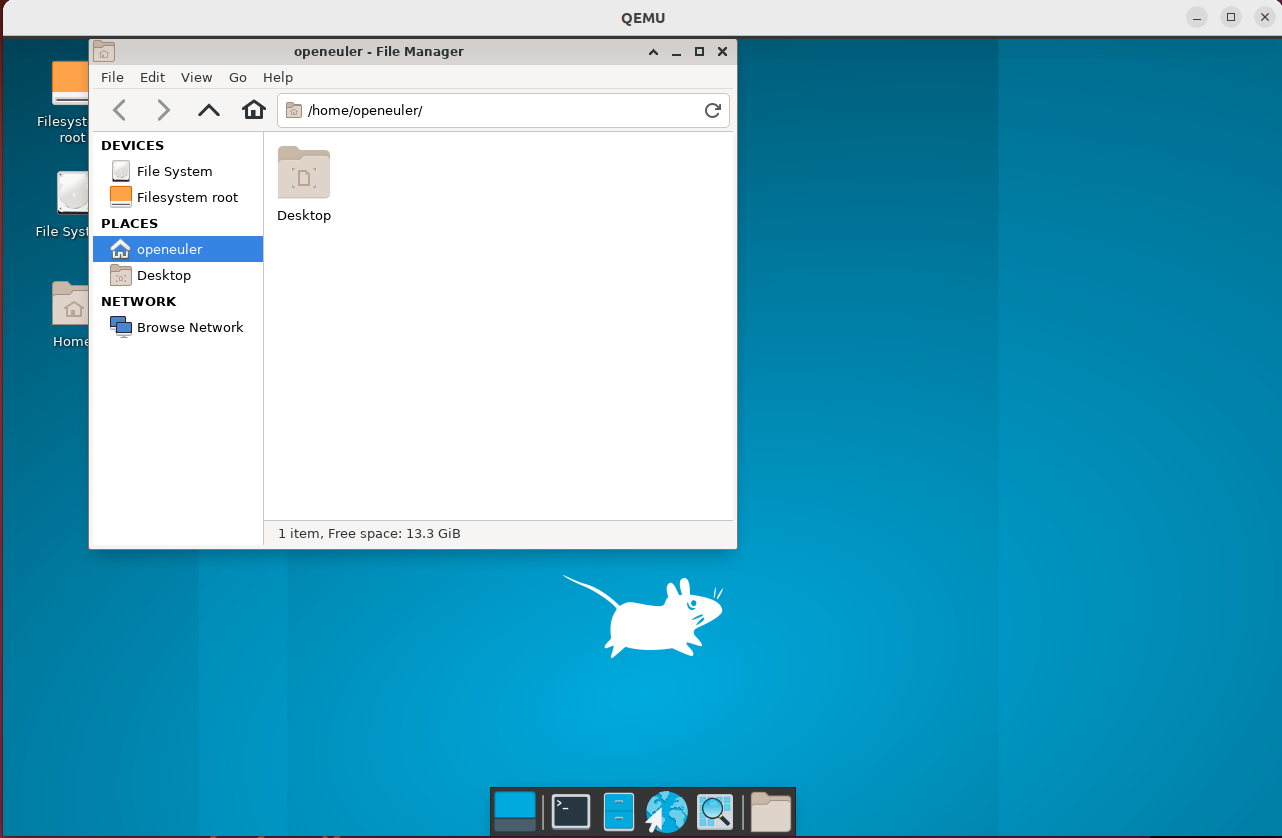 QEMU
openeuler - File Manager
File Edit View Go Help
/home/openeuler/
DEVICES
File System
Filesystem root
PLACES
openeuler
Desktop
NETWORK
Browse Network
Desktop
1 item, Free space: 13.3 GiB
Filesyst
root
File Syst
Home
>_